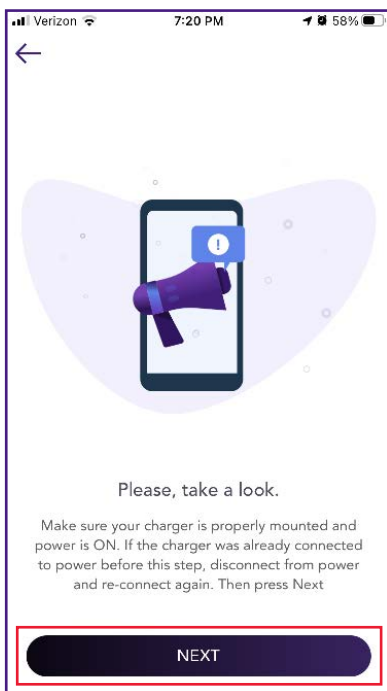 Verizon 7:20 PM 58%
!
Please, take a look.
Make sure your charger is properly mounted and
power is ON. If the charger was already connected
to power before this step, disconnect from power
and re-connect again. Then press Next
NEXT